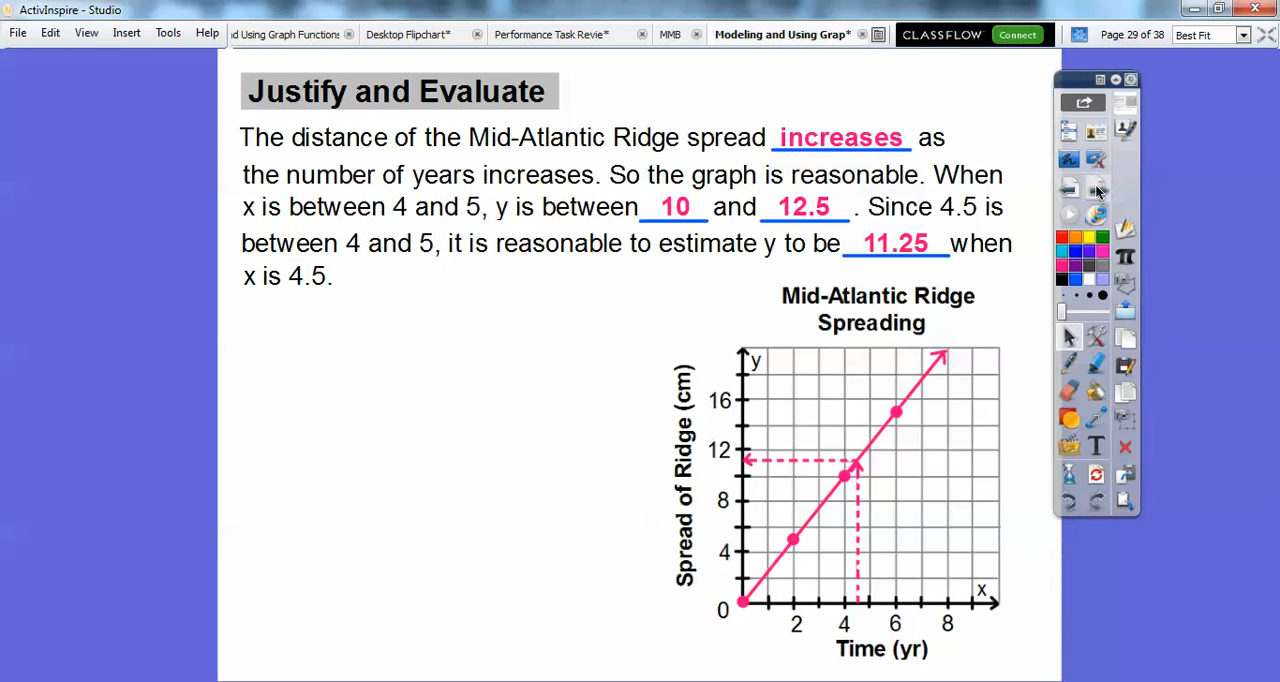 ActivInspire - Studio
File Edit View Insert Tools Help
d Using Graph Functions Desktop Flipchart* Performance Task Revie* MMB Modeling and Using Grap* CLASSFLOW Connect Page 29 of 38 Best Fit
Justify and Evaluate
The distance of the Mid-Atlantic Ridge spread increases as
the number of years increases. So the graph is reasonable. When
x is between 4 and 5, y is between 10 and 12.5 . Since 4.5 is
between 4 and 5, it is reasonable to estimate y to be 11.25 when
x is 4.5.
Mid-Atlantic Ridge
Spreading
y
Spread of Ridge (cm)
16
12
8
4
0
x
2 4 6 8
Time (yr)
π
T